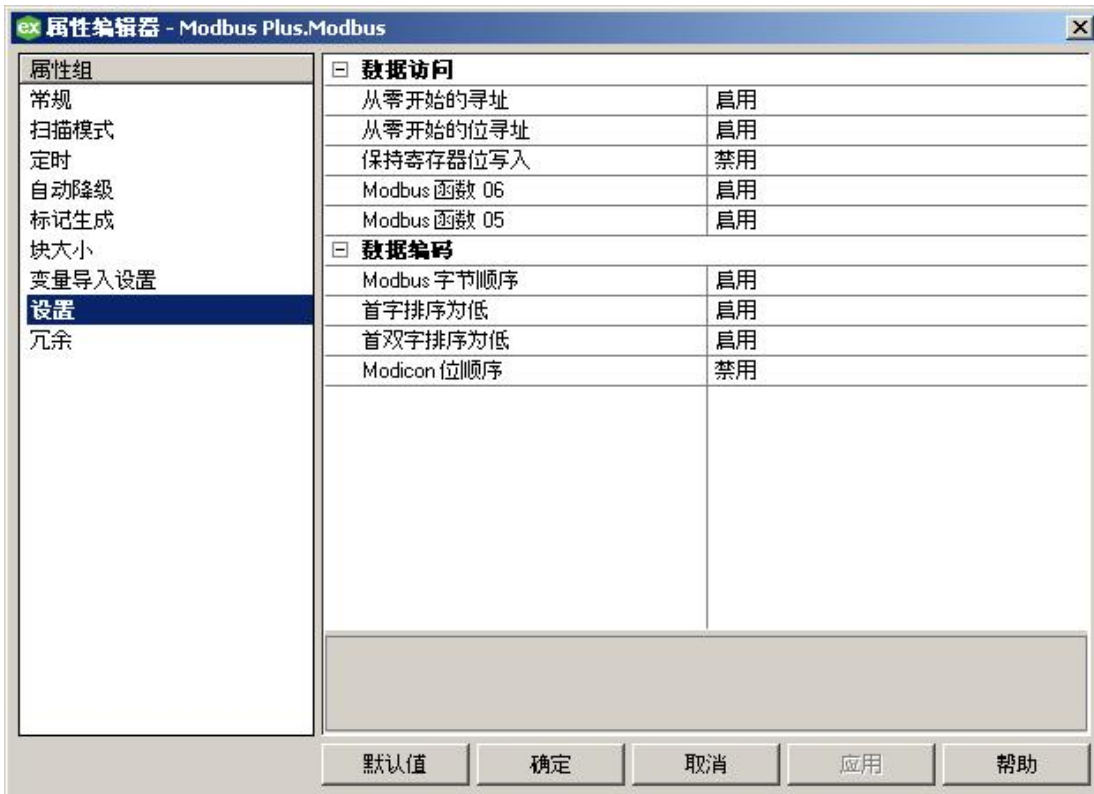 ex 属性编辑器 - Modbus Plus.Modbus
属性组
常规
扫描模式
定时
自动降级
标记生成
块大小
变量导入设置
设置
冗余
数据访问
从零开始的寻址 启用
从零开始的位寻址 启用
保持寄存器位写入 禁用
Modbus 函数 06 启用
Modbus 函数 05 启用
数据编码
Modbus 字节顺序 启用
首字排序为低 启用
首双字排序为低 启用
Modicon 位顺序 禁用
默认值 确定 取消 应用 帮助